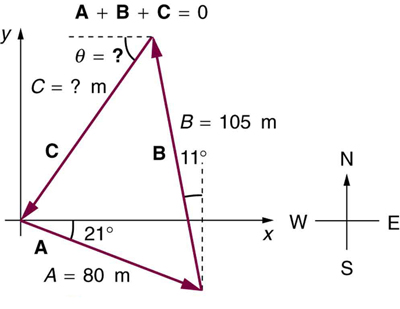 A + B + C = 0
y
θ = ?
C = ? m
B = 105 m
C
B
11°
N
W
E
x
21°
A
S
A = 80 m